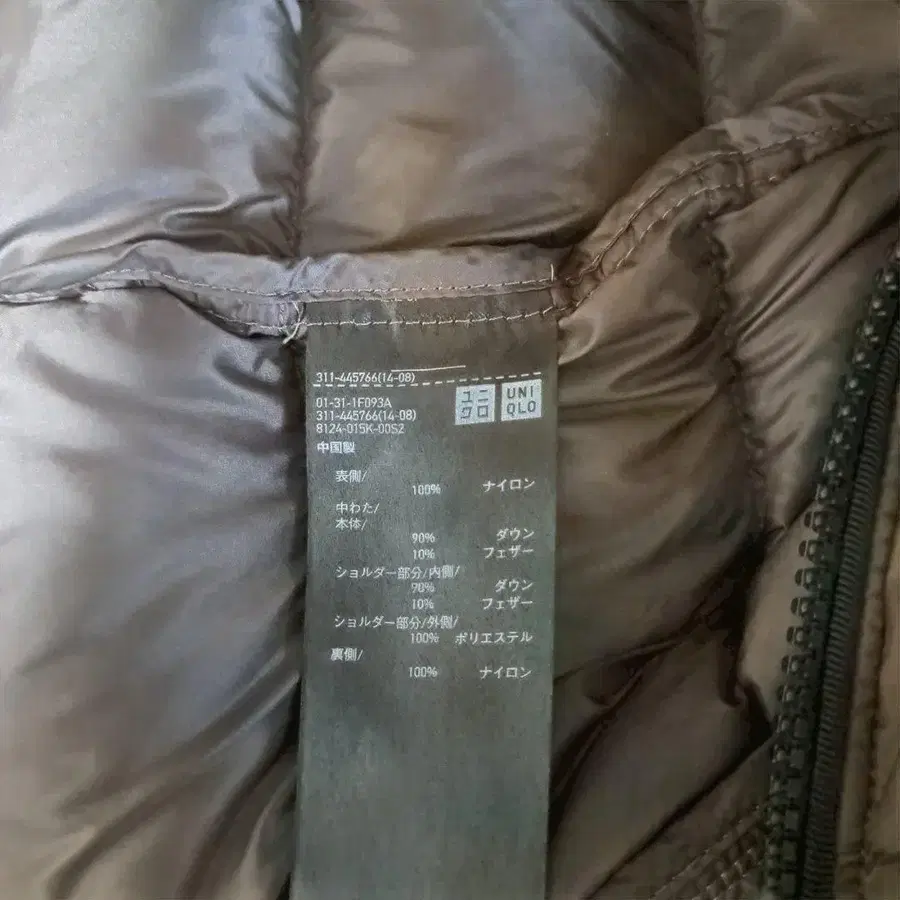 311-445766(14-08)
ユニ
クロ
UNI
QLO
01-31-1F093A
311-445766(14-08)
8124-015K-00S2
中国製
表側/
100% ナイロン
中わた/
本体/
90% ダウン
10% フェザー
ショルダー部分/内側/
90% ダウン
10% フェザー
ショルダー部分/外側/
100% ポリエステル
裏側/
100% ナイロン